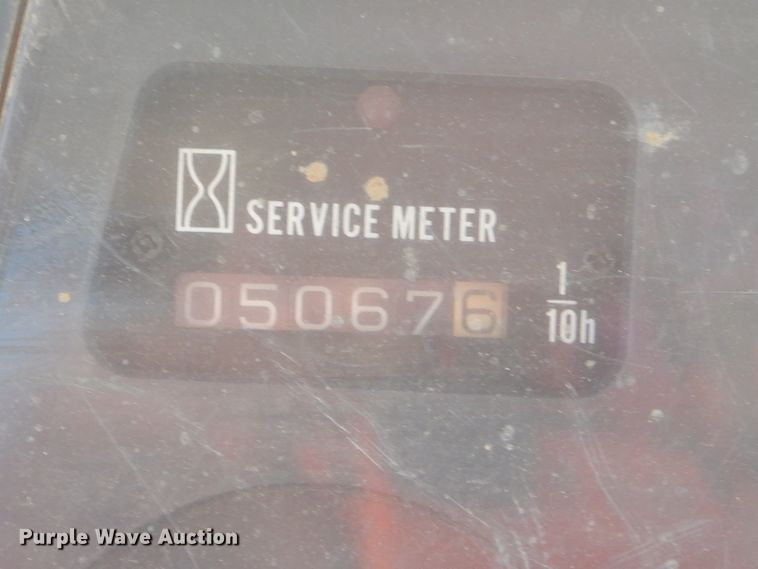 SERVICE METER
050676 1/10h
Purple Wave Auction